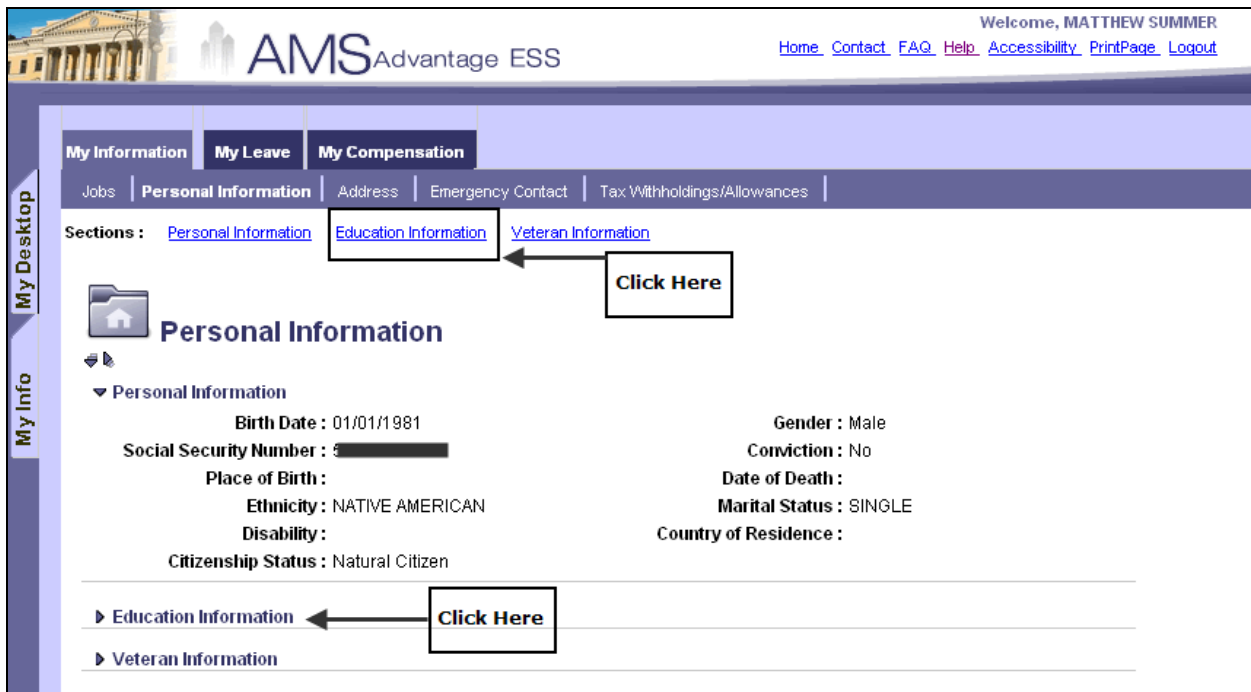 Welcome, MATTHEW SUMMER
AMS Advantage ESS
Home Contact FAQ Help Accessibility PrintPage Logout
My Information My Leave My Compensation
Jobs Personal Information Address Emergency Contact Tax Withholdings/Allowances
My Desktop
My Info
Sections : Personal Information Education Information Veteran Information
Click Here
Personal Information
Personal Information
Birth Date : 01/01/1981 Gender : Male
Social Security Number : Conviction : No
Place of Birth : Date of Death :
Ethnicity : NATIVE AMERICAN Marital Status : SINGLE
Disability : Country of Residence :
Citizenship Status : Natural Citizen
Education Information
Click Here
Veteran Information